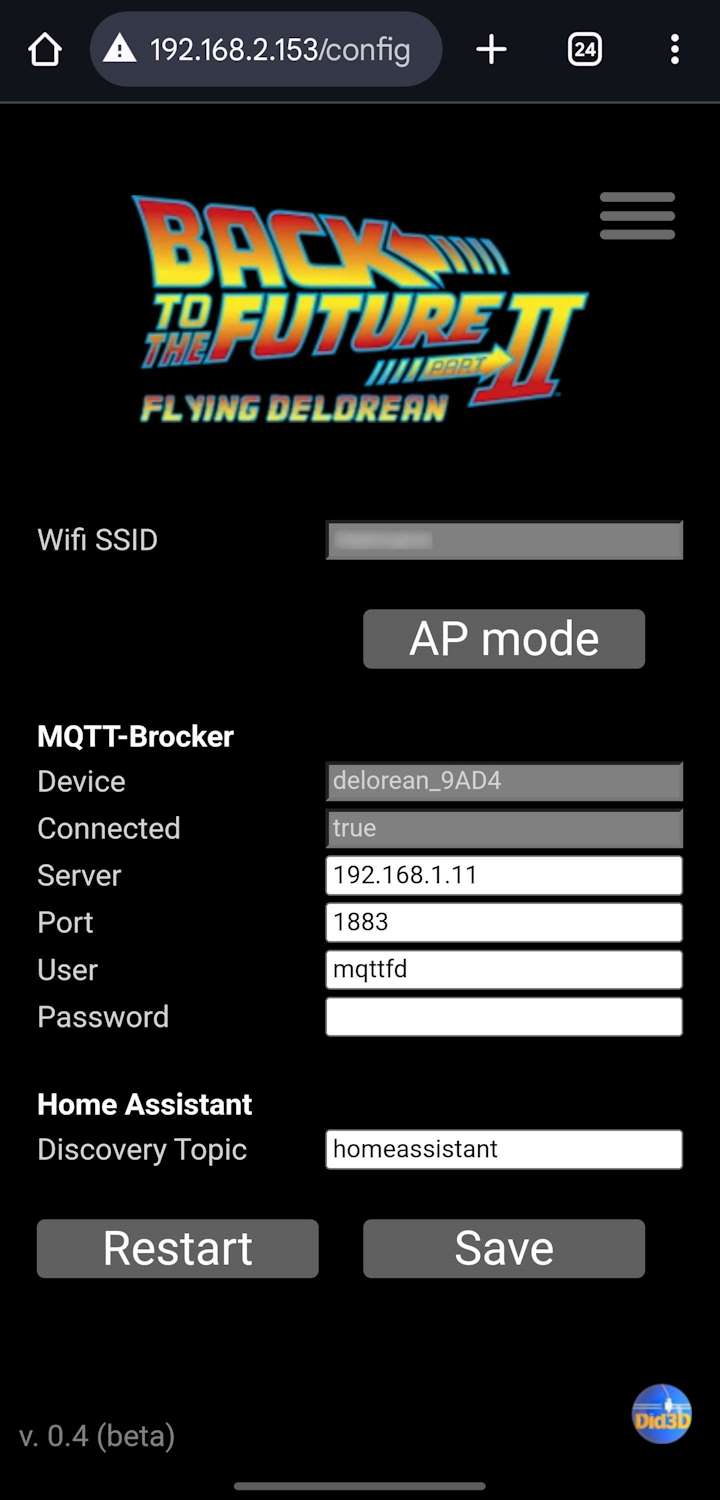 192.168.2.153/config
24
BACK
TO THE FUTURE
PART II
FLYING DELOREAN
Wifi SSID
AP mode
MQTT-Brocker
Device delorean_9AD4
Connected true
Server 192.168.1.11
Port 1883
User mqttfd
Password
Home Assistant
Discovery Topic homeassistant
Restart Save
Did3D
v. 0.4 (beta)